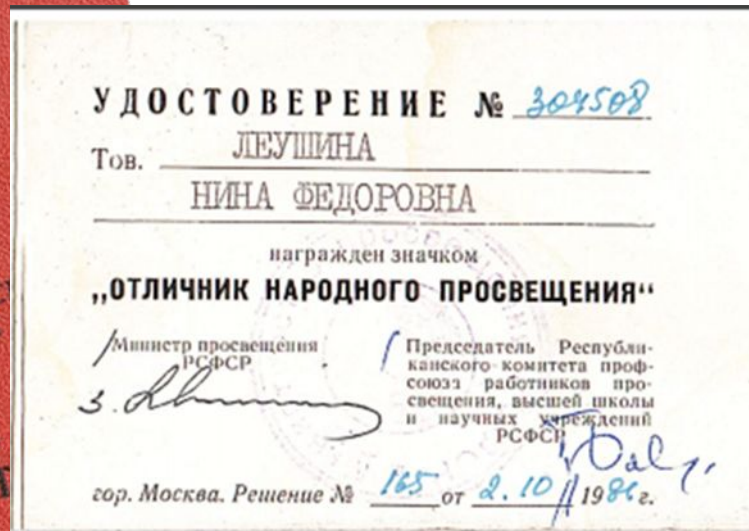 УДОСТОВЕРЕНИЕ № 304508
Тов. ЛЕУШИНА
НИНА ФЕДОРОВНА
награжден значком
„ОТЛИЧНИК НАРОДНОГО ПРОСВЕЩЕНИЯ“
Министр просвещения
РСФСР
Председатель Республи-
канского комитета проф-
союза работников про-
свещения, высшей школы
и научных учреждений
РСФСР
гор. Москва. Решение № 165 от 2.10 1986 г.